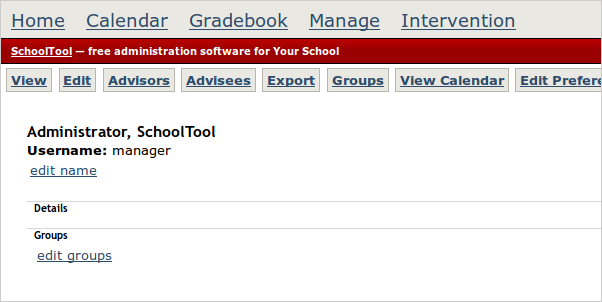 Home Calendar Gradebook Manage Intervention
SchoolTool — free administration software for Your School
View Edit Advisors Advisees Export Groups View Calendar Edit Prefere
Administrator, SchoolTool
Username: manager
edit name
Details
Groups
edit groups